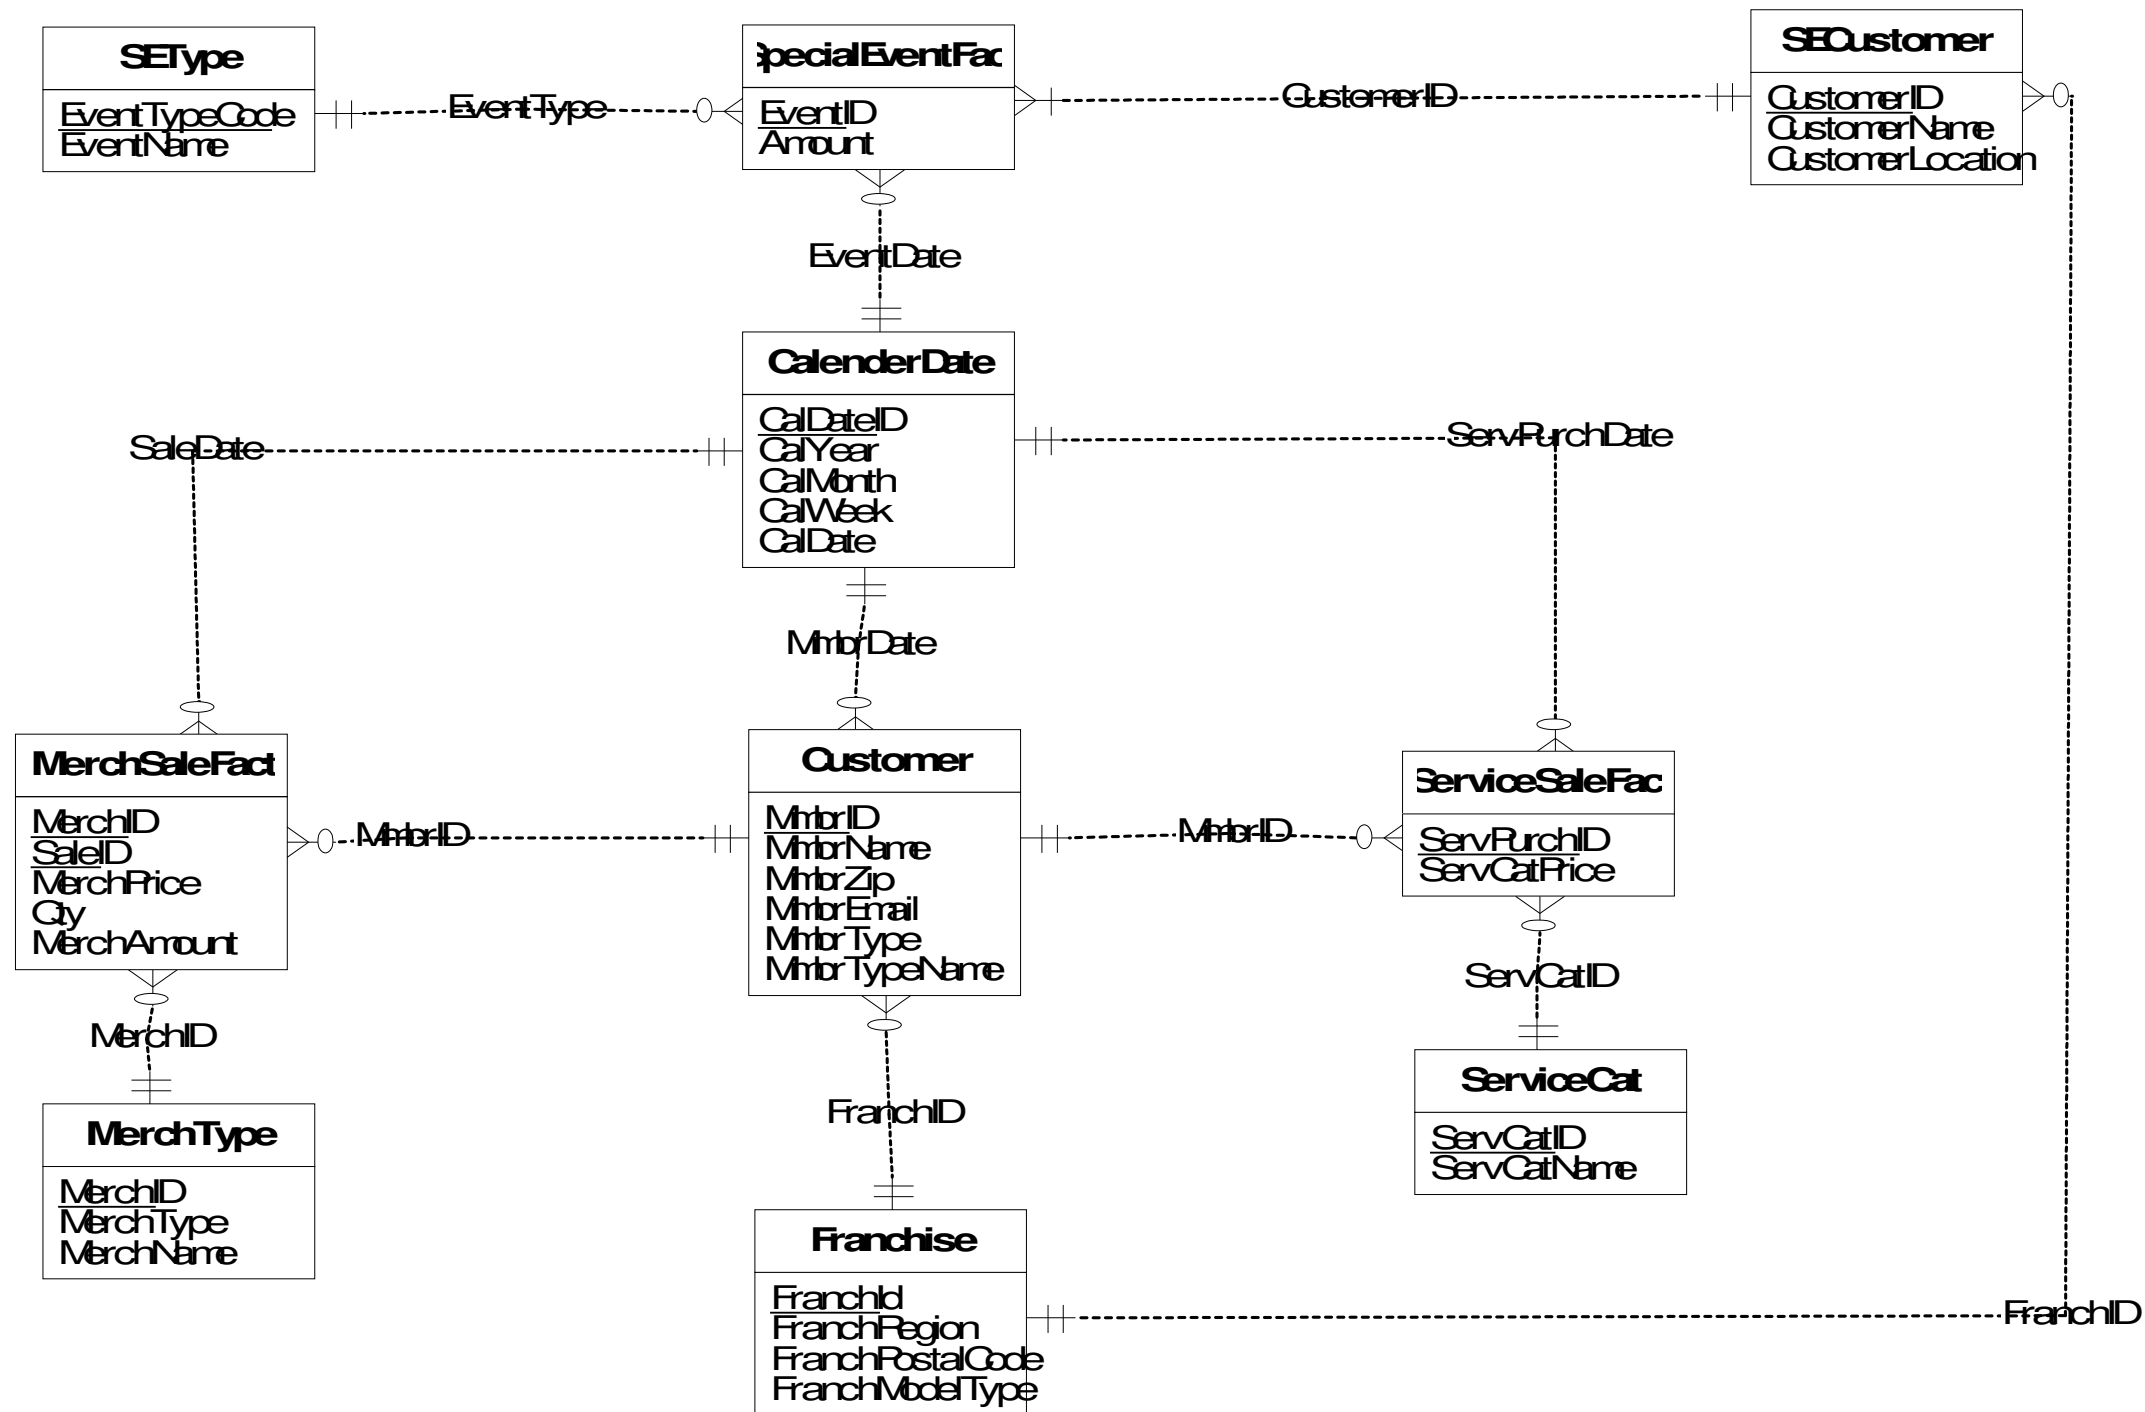 SEType
EventTypeCode
EventName
EventType
SpecialEventFac
EventID
Amount
CustomerID
SECustomer
CustomerID
CustomerName
CustomerLocation
EventDate
CalenderDate
CalDateID
CalYear
CalMonth
CalWeek
CalDate
SaleDate
ServPurchDate
MmbrDate
MerchSaleFact
MerchID
SaleID
MerchPrice
Qty
MerchAmount
MmbrID
Customer
MmbrID
MmbrName
MmbrZip
MmbrEmail
MmbrType
MmbrTypeName
MmbrID
ServiceSaleFac
ServPurchID
ServCatPrice
MerchID
MerchType
MerchID
MerchType
MerchName
FranchID
ServCatID
ServiceCat
ServCatID
ServCatName
Franchise
FranchId
FranchRegion
FranchPostalCode
FranchModelType
FranchID